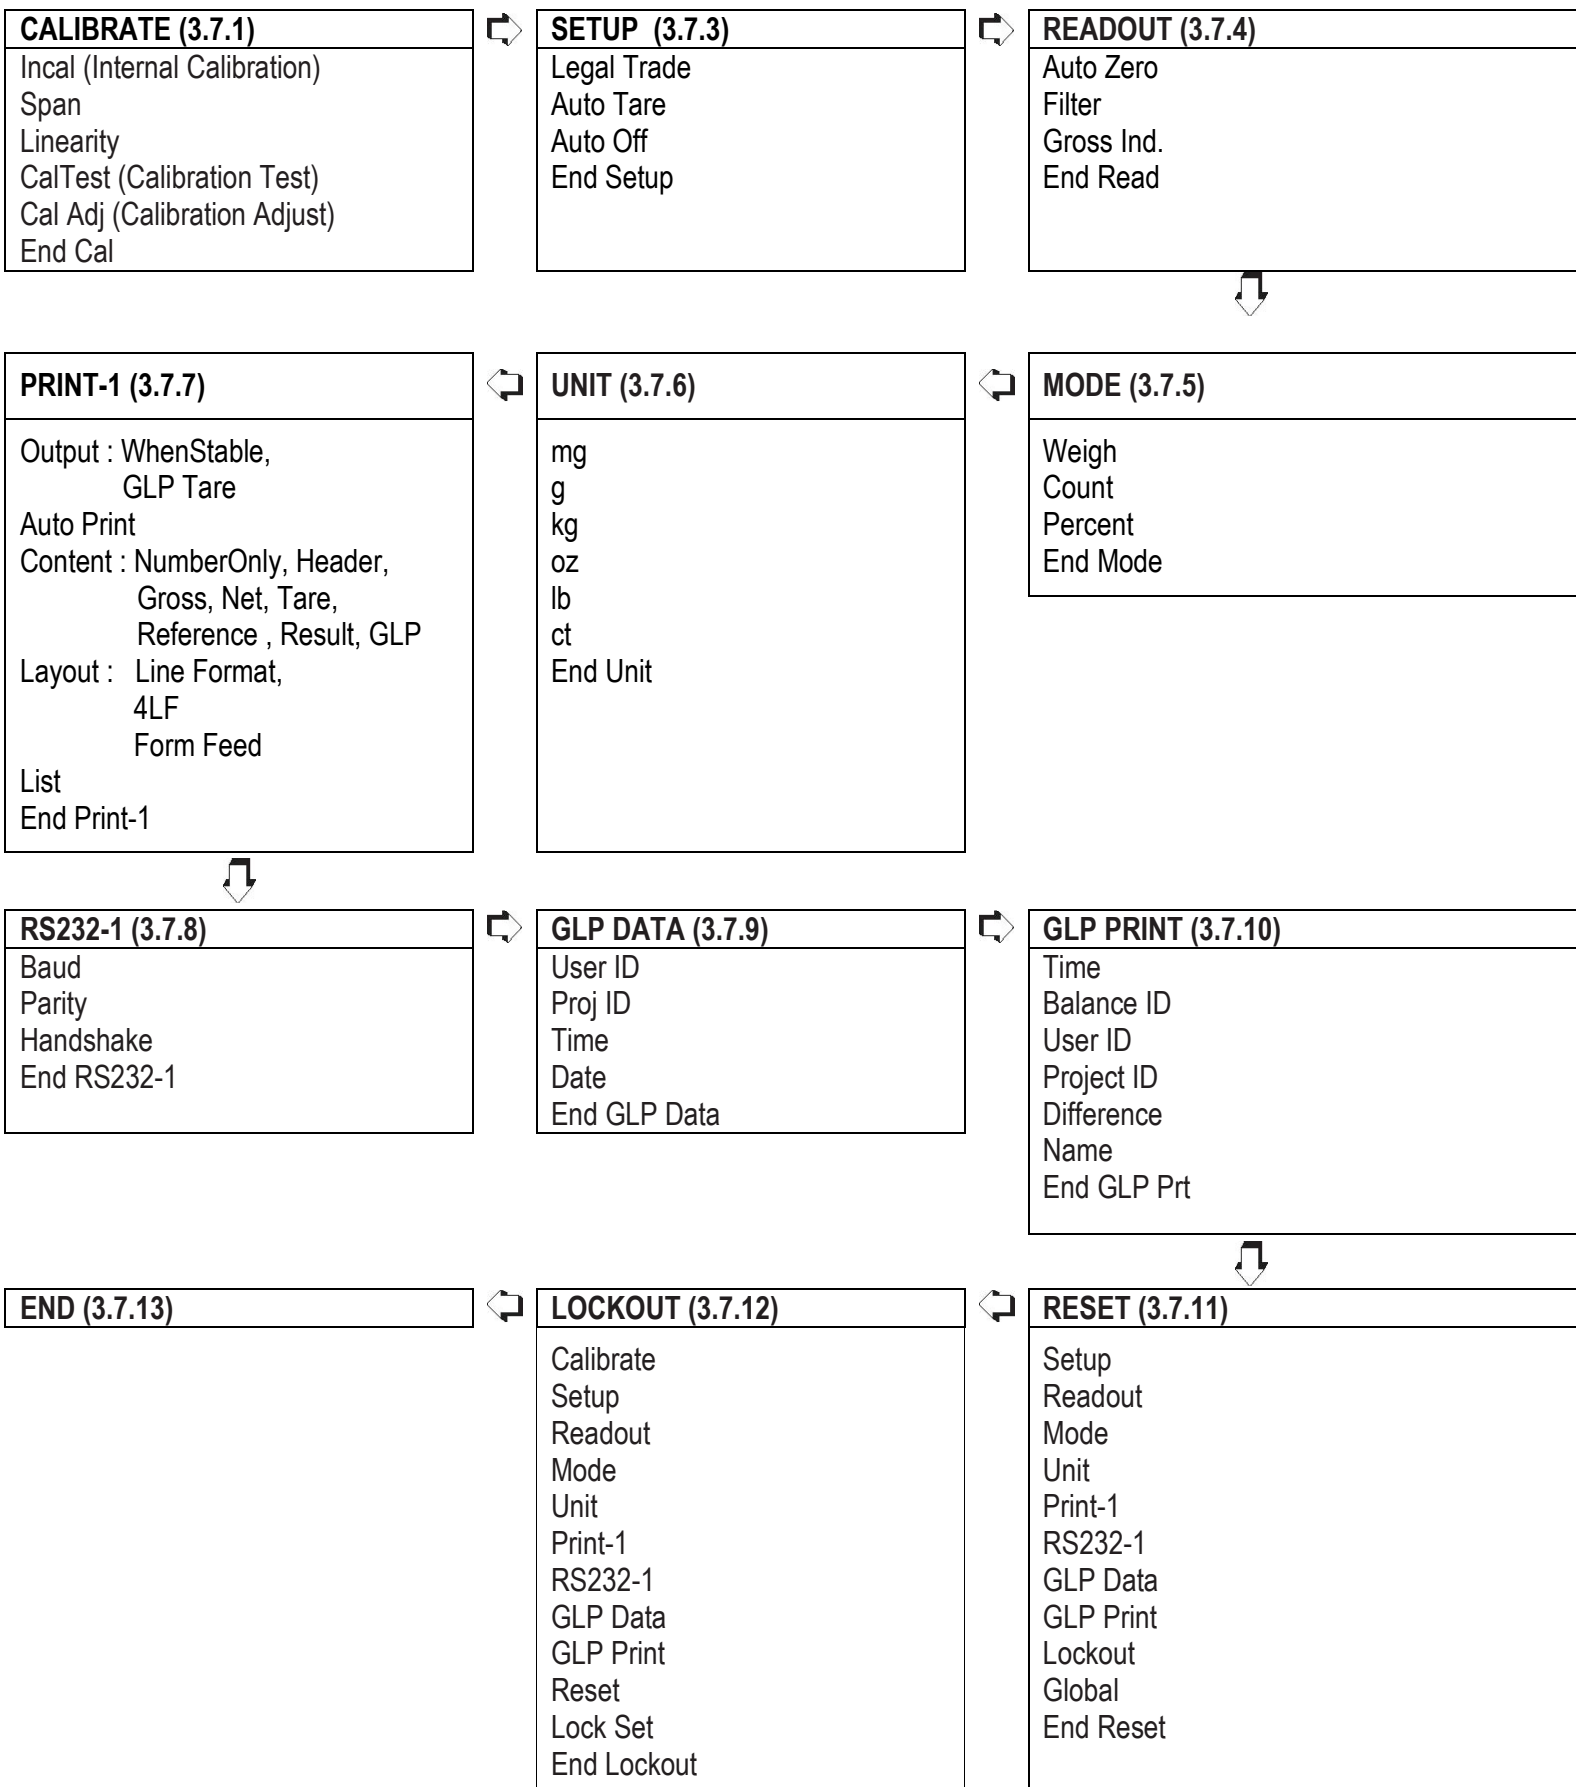 CALIBRATE (3.7.1)
Incal (Internal Calibration)
Span
Linearity
CalTest (Calibration Test)
Cal Adj (Calibration Adjust)
End Cal
SETUP (3.7.3)
Legal Trade
Auto Tare
Auto Off
End Setup
READOUT (3.7.4)
Auto Zero
Filter
Gross Ind.
End Read
MODE (3.7.5)
Weigh
Count
Percent
End Mode
UNIT (3.7.6)
mg
g
kg
oz
lb
ct
End Unit
PRINT-1 (3.7.7)
Output : WhenStable,
GLP Tare
Auto Print
Content : NumberOnly, Header,
Gross, Net, Tare,
Reference , Result, GLP
Layout : Line Format,
4LF
Form Feed
List
End Print-1
RS232-1 (3.7.8)
Baud
Parity
Handshake
End RS232-1
GLP DATA (3.7.9)
User ID
Proj ID
Time
Date
End GLP Data
GLP PRINT (3.7.10)
Time
Balance ID
User ID
Project ID
Difference
Name
End GLP Prt
RESET (3.7.11)
Setup
Readout
Mode
Unit
Print-1
RS232-1
GLP Data
GLP Print
Lockout
Global
End Reset
LOCKOUT (3.7.12)
Calibrate
Setup
Readout
Mode
Unit
Print-1
RS232-1
GLP Data
GLP Print
Reset
Lock Set
End Lockout
END (3.7.13)